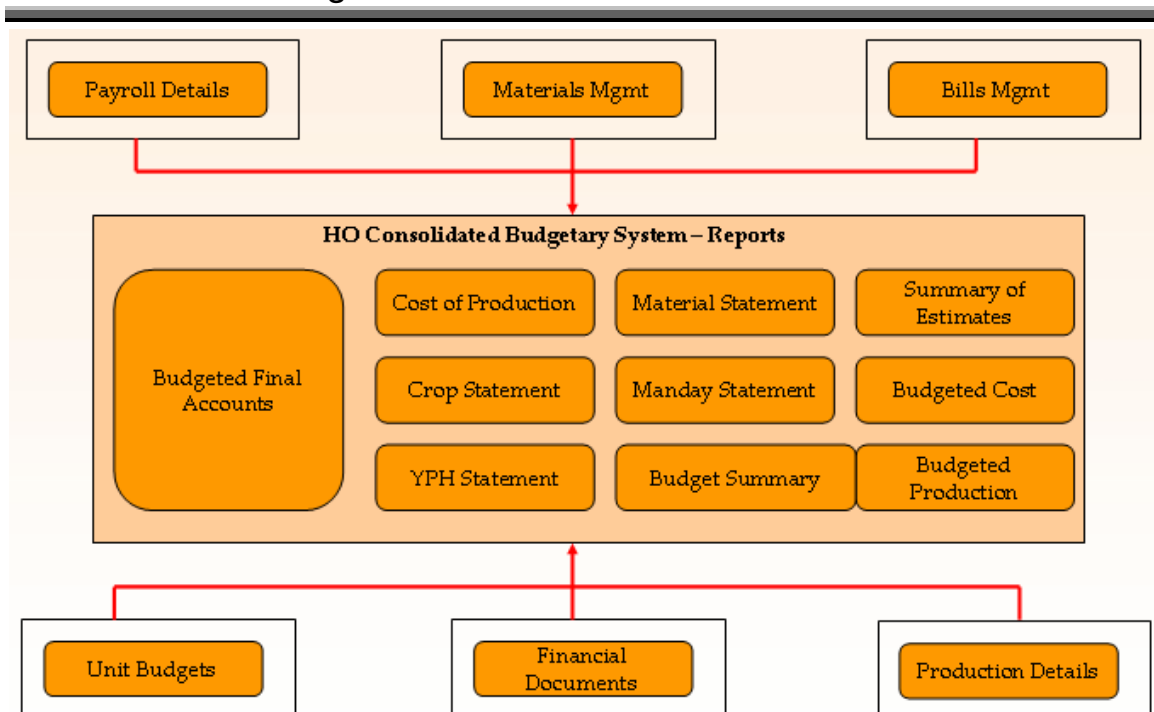 Payroll Details
Materials Mgmt
Bills Mgmt
HO Consolidated Budgetary System – Reports
Budgeted Final
Accounts
Cost of Production
Material Statement
Summary of
Estimates
Crop Statement
Manday Statement
Budgeted Cost
YPH Statement
Budget Summary
Budgeted
Production
Unit Budgets
Financial
Documents
Production Details